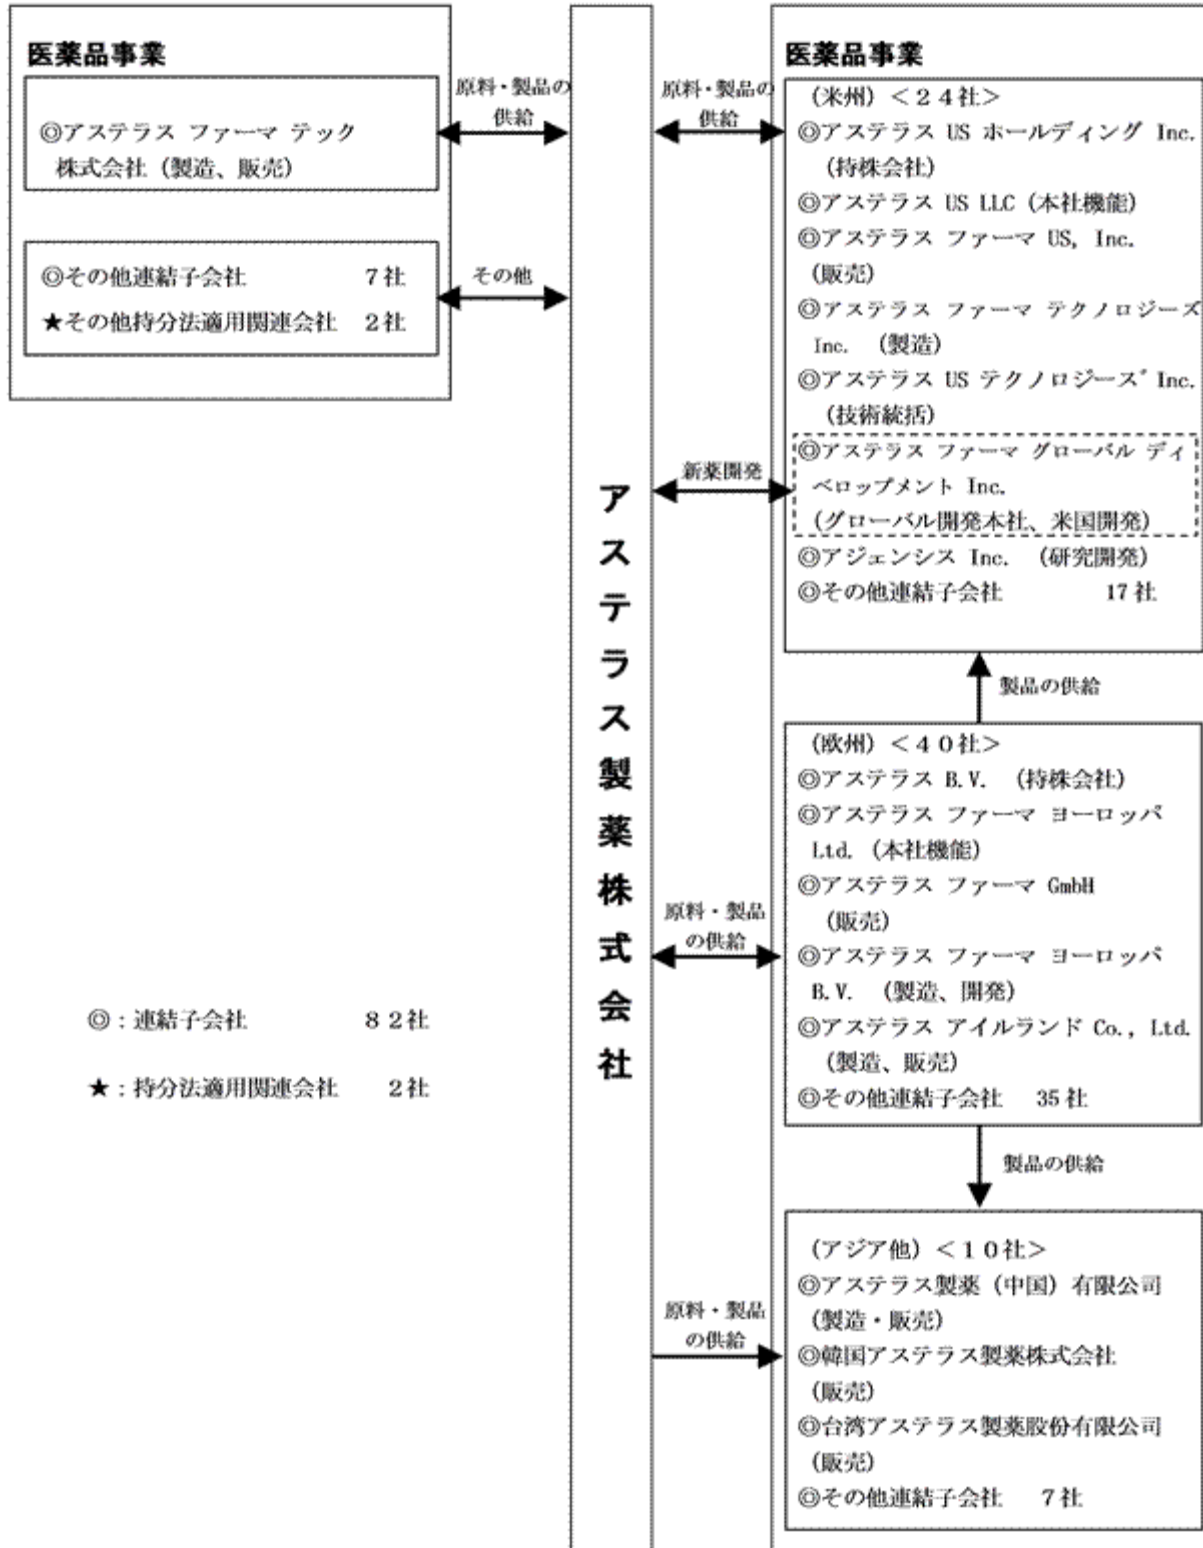 医薬品事業
◎アステラス ファーマ テック
株式会社（製造、販売）
◎その他連結子会社 7社
★その他持分法適用関連会社 2社
原料・製品の
供給
その他
◎：連結子会社 82社
★：持分法適用関連会社 2社
アステラス製薬株式会社
原料・製品の
供給
新薬開発
原料・製品
の供給
原料・製品
の供給
医薬品事業
（米州）＜24社＞
◎アステラス US ホールディング Inc.
（持株会社）
◎アステラス US LLC（本社機能）
◎アステラス ファーマ US, Inc.
（販売）
◎アステラス ファーマ テクノロジーズ
Inc. （製造）
◎アステラス US テクノロジーズ Inc.
（技術統括）
◎アステラス ファーマ グローバル ディ
ベロップメント Inc.
（グローバル開発本社、米国開発）
◎アジェンシス Inc. （研究開発）
◎その他連結子会社 17社
製品の供給
（欧州）＜40社＞
◎アステラス B.V. （持株会社）
◎アステラス ファーマ ヨーロッパ
Ltd.（本社機能）
◎アステラス ファーマ GmbH
（販売）
◎アステラス ファーマ ヨーロッパ
B.V. （製造、開発）
◎アステラス アイルランド Co., Ltd.
（製造、販売）
◎その他連結子会社 35社
製品の供給
（アジア他）＜10社＞
◎アステラス製薬（中国）有限公司
（製造・販売）
◎韓国アステラス製薬株式会社
（販売）
◎台湾アステラス製薬股份有限公司
（販売）
◎その他連結子会社 7社